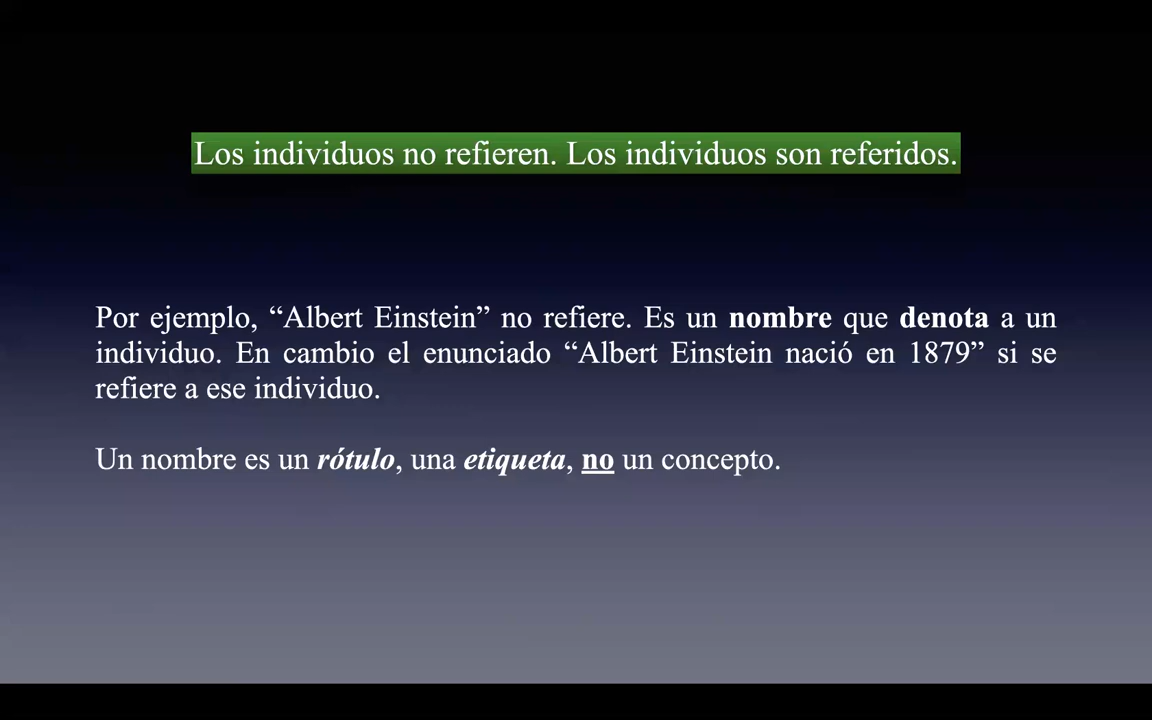 Los individuos no refieren. Los individuos son referidos.
Por ejemplo, “Albert Einstein” no refiere. Es un nombre que denota a un
individuo. En cambio el enunciado “Albert Einstein nació en 1879” si se
refiere a ese individuo.
Un nombre es un rótulo, una etiqueta, no un concepto.